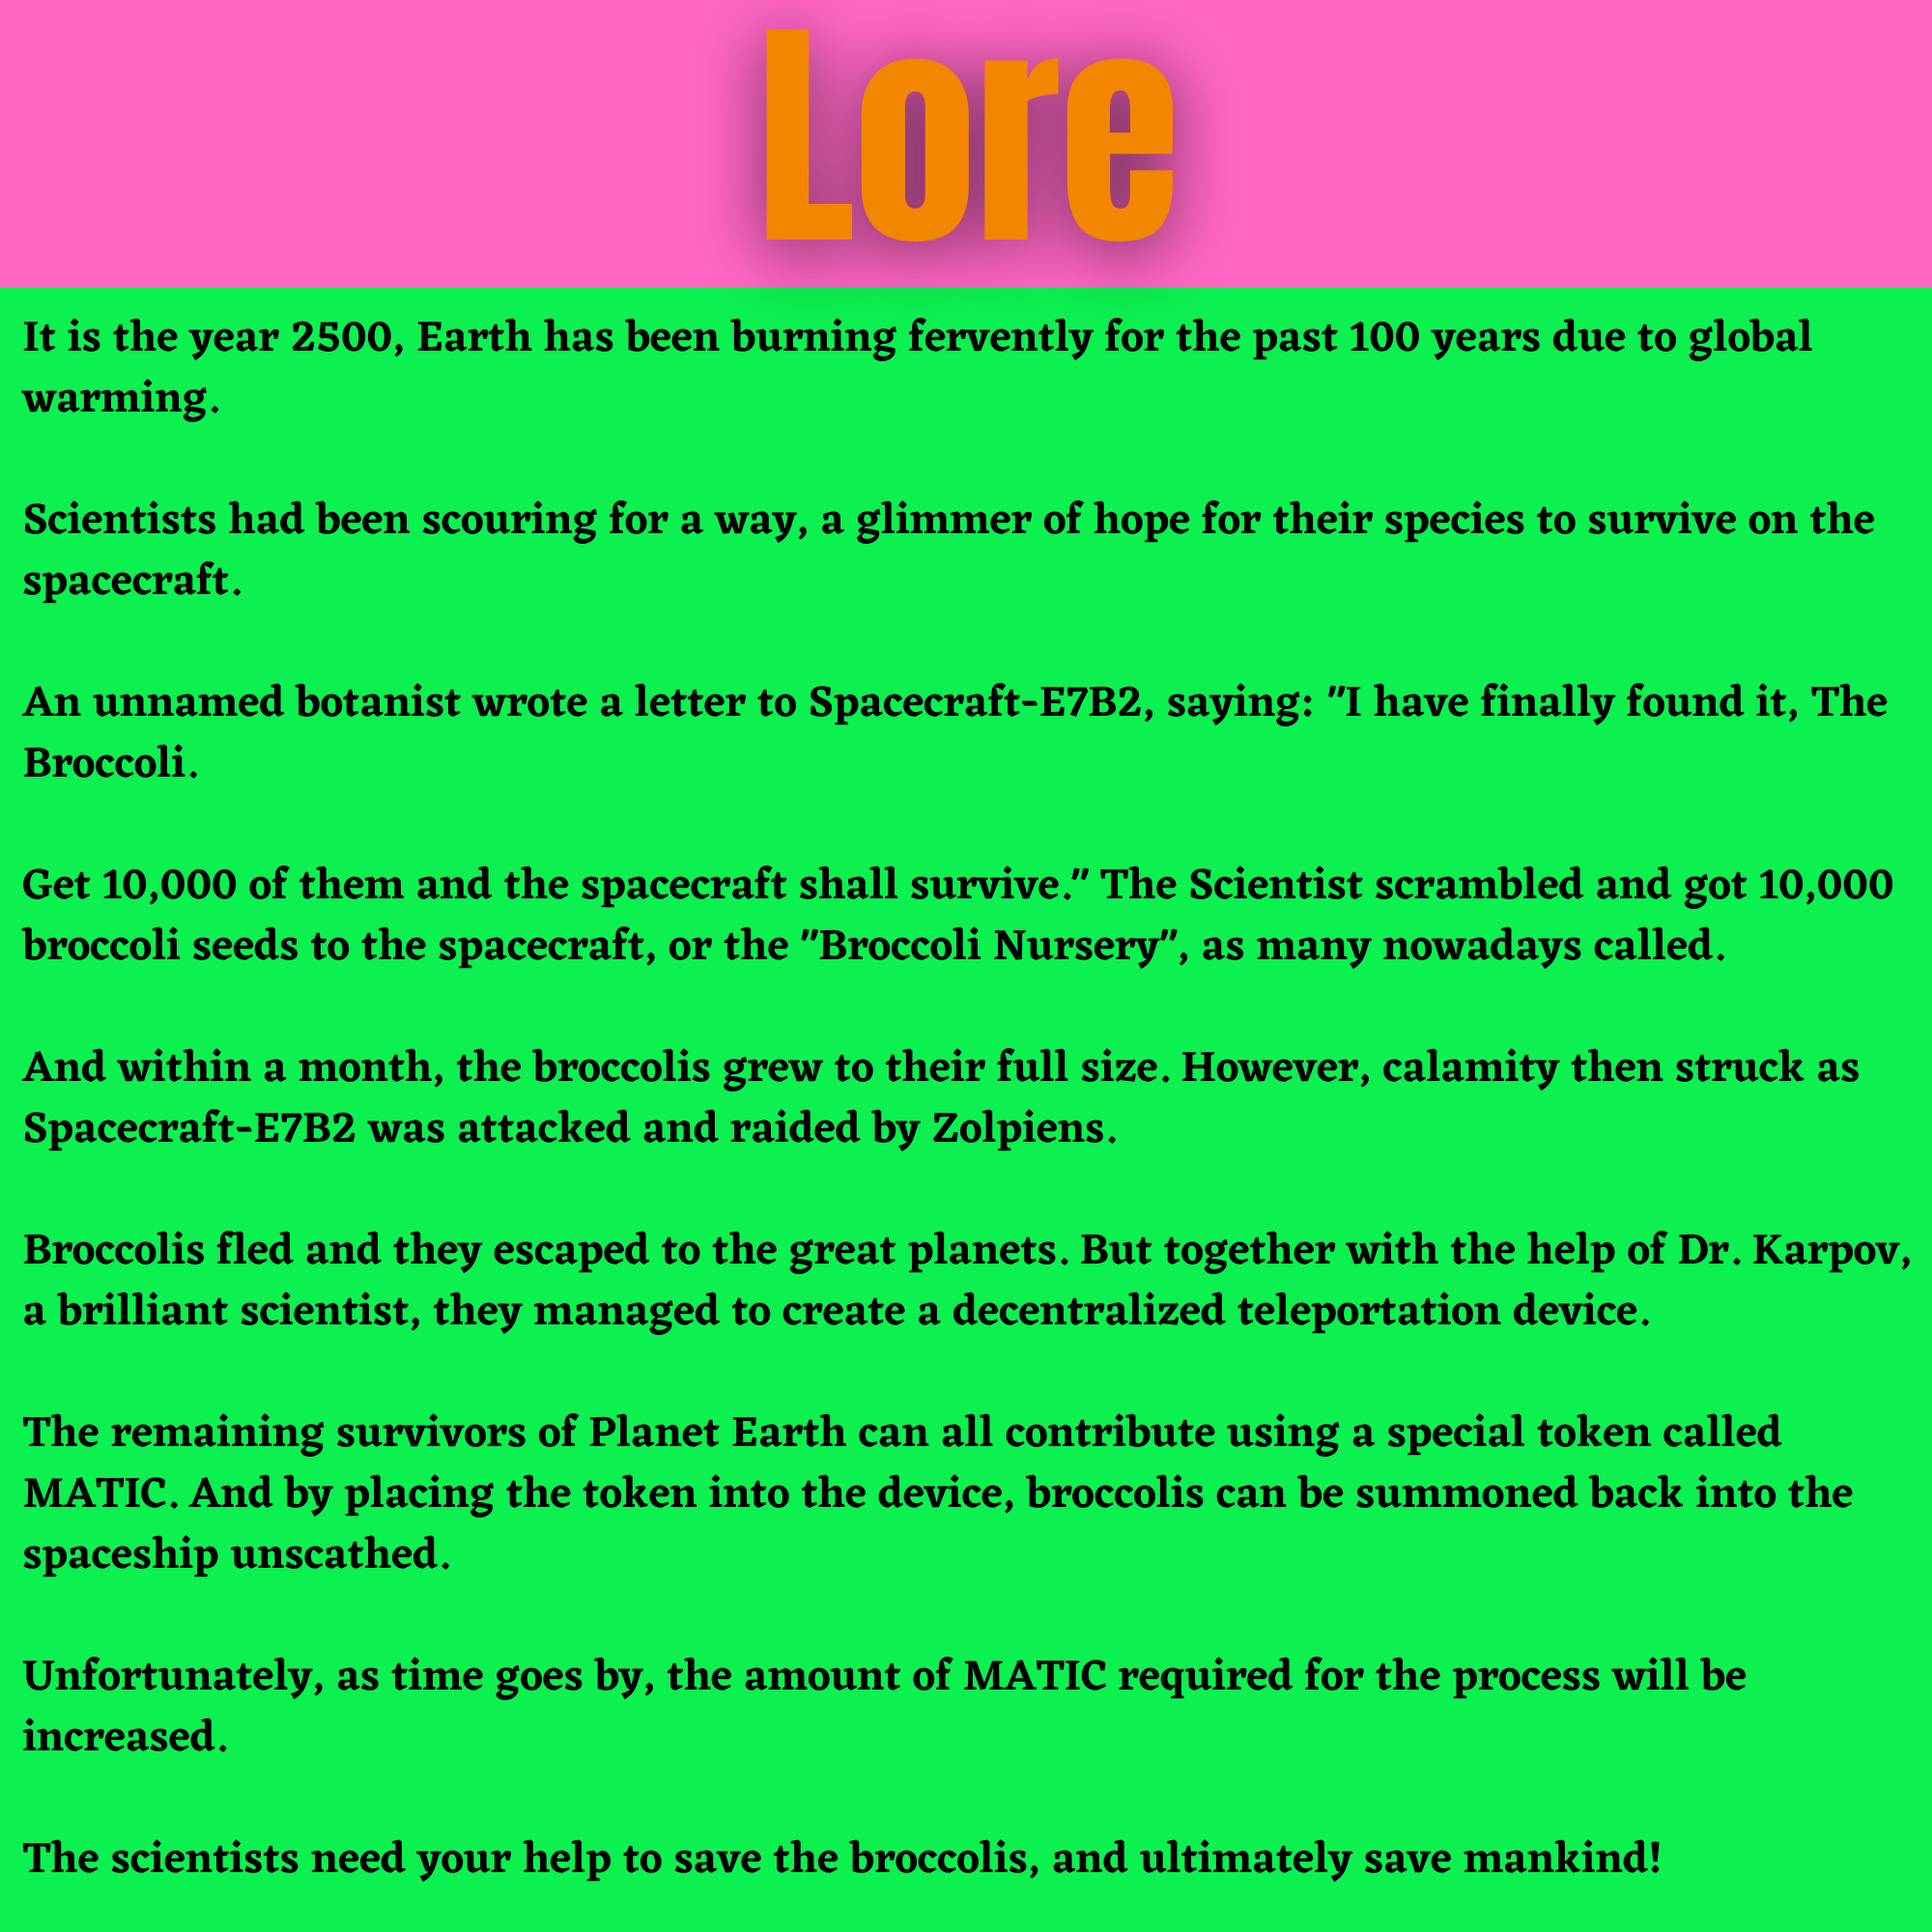 Lore
It is the year 2500, Earth has been burning fervently for the past 100 years due to global
warming.
Scientists had been scouring for a way, a glimmer of hope for their species to survive on the
spacecraft.
An unnamed botanist wrote a letter to Spacecraft-E7B2, saying: "I have finally found it, The
Broccoli.
Get 10,000 of them and the spacecraft shall survive." The Scientist scrambled and got 10,000
broccoli seeds to the spacecraft, or the "Broccoli Nursery", as many nowadays called.
And within a month, the broccolis grew to their full size. However, calamity then struck as
Spacecraft-E7B2 was attacked and raided by Zolpiens.
Broccolis fled and they escaped to the great planets. But together with the help of Dr. Karpov,
a brilliant scientist, they managed to create a decentralized teleportation device.
The remaining survivors of Planet Earth can all contribute using a special token called
MATIC. And by placing the token into the device, broccolis can be summoned back into the
spaceship unscathed.
Unfortunately, as time goes by, the amount of MATIC required for the process will be
increased.
The scientists need your help to save the broccolis, and ultimately save mankind!